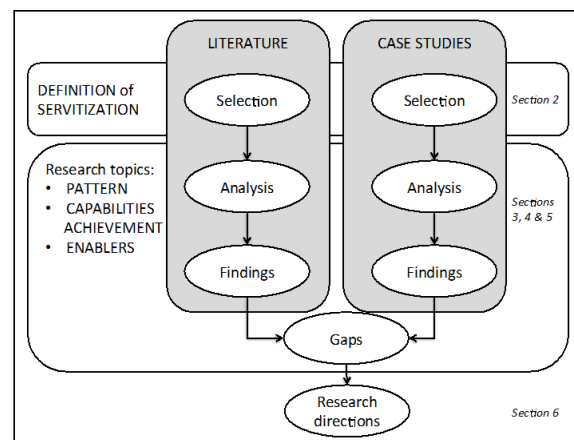 LITERATURE
CASE STUDIES
DEFINITION of
SERVITIZATION
Selection
Selection
Section 2
Research topics:
• PATTERN
• CAPABILITIES
ACHIEVEMENT
• ENABLERS
Analysis
Analysis
Sections
3, 4 & 5
Findings
Findings
Gaps
Research
directions
Section 6